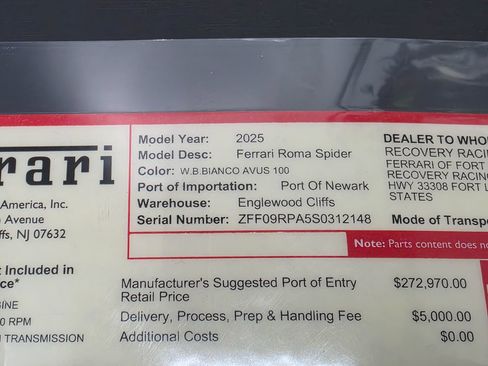 rari
Model Year: 2025
Model Desc: Ferrari Roma Spider
Color: W.B.BIANCO AVUS 100
Port of Importation: Port Of Newark
Warehouse: Englewood Cliffs
Serial Number: ZFF09RPA5S0312148
DEALER TO WHO
RECOVERY RACIN
FERRARI OF FORT
RECOVERY RACIN
HWY 33308 FORT L
STATES
Mode of Transpo
Note: Parts content does no
America, Inc.
Avenue
ffs, NJ 07632
t Included in
ce*
INE
0 RPM
TRANSMISSION
Manufacturer's Suggested Port of Entry
Retail Price
$272,970.00
Delivery, Process, Prep & Handling Fee $5,000.00
Additional Costs $0.00